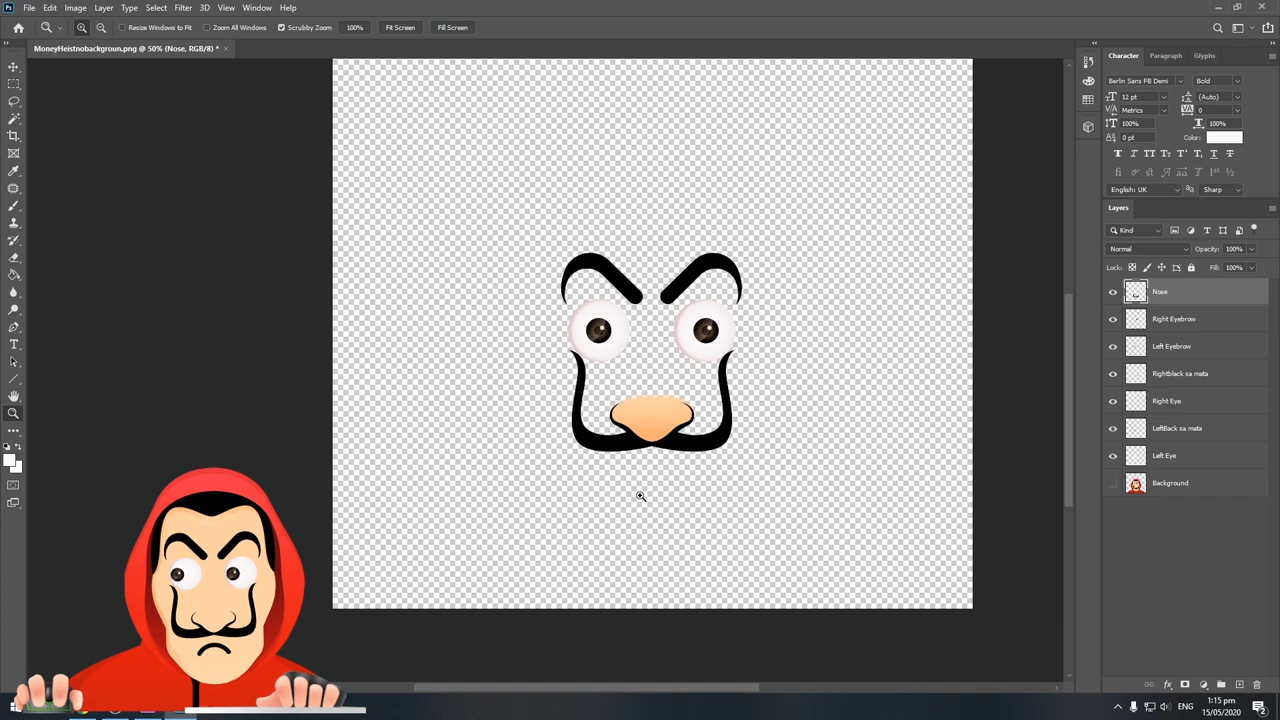 Ps File Edit Image Layer Type Select Filter 3D View Window Help
Resize Windows to Fit Zoom All Windows Scrubby Zoom 100% Fit Screen Fill Screen
MoneyHeistnobackgroun.png @ 50% (Nose, RGB/8) *
Character Paragraph Glyphs
Berlin Sans FB Demi Bold
12 pt (Auto)
Metrics 0
100% 100%
0 pt Color:
English: UK Sharp
Layers
Kind
Normal Opacity: 100%
Lock: Fill: 100%
Nose
Right Eyebrow
Left Eyebrow
Rightblack sa mata
Right Eye
LeftBack sa mata
Left Eye
Background
ENG 1:15 pm
15/05/2020